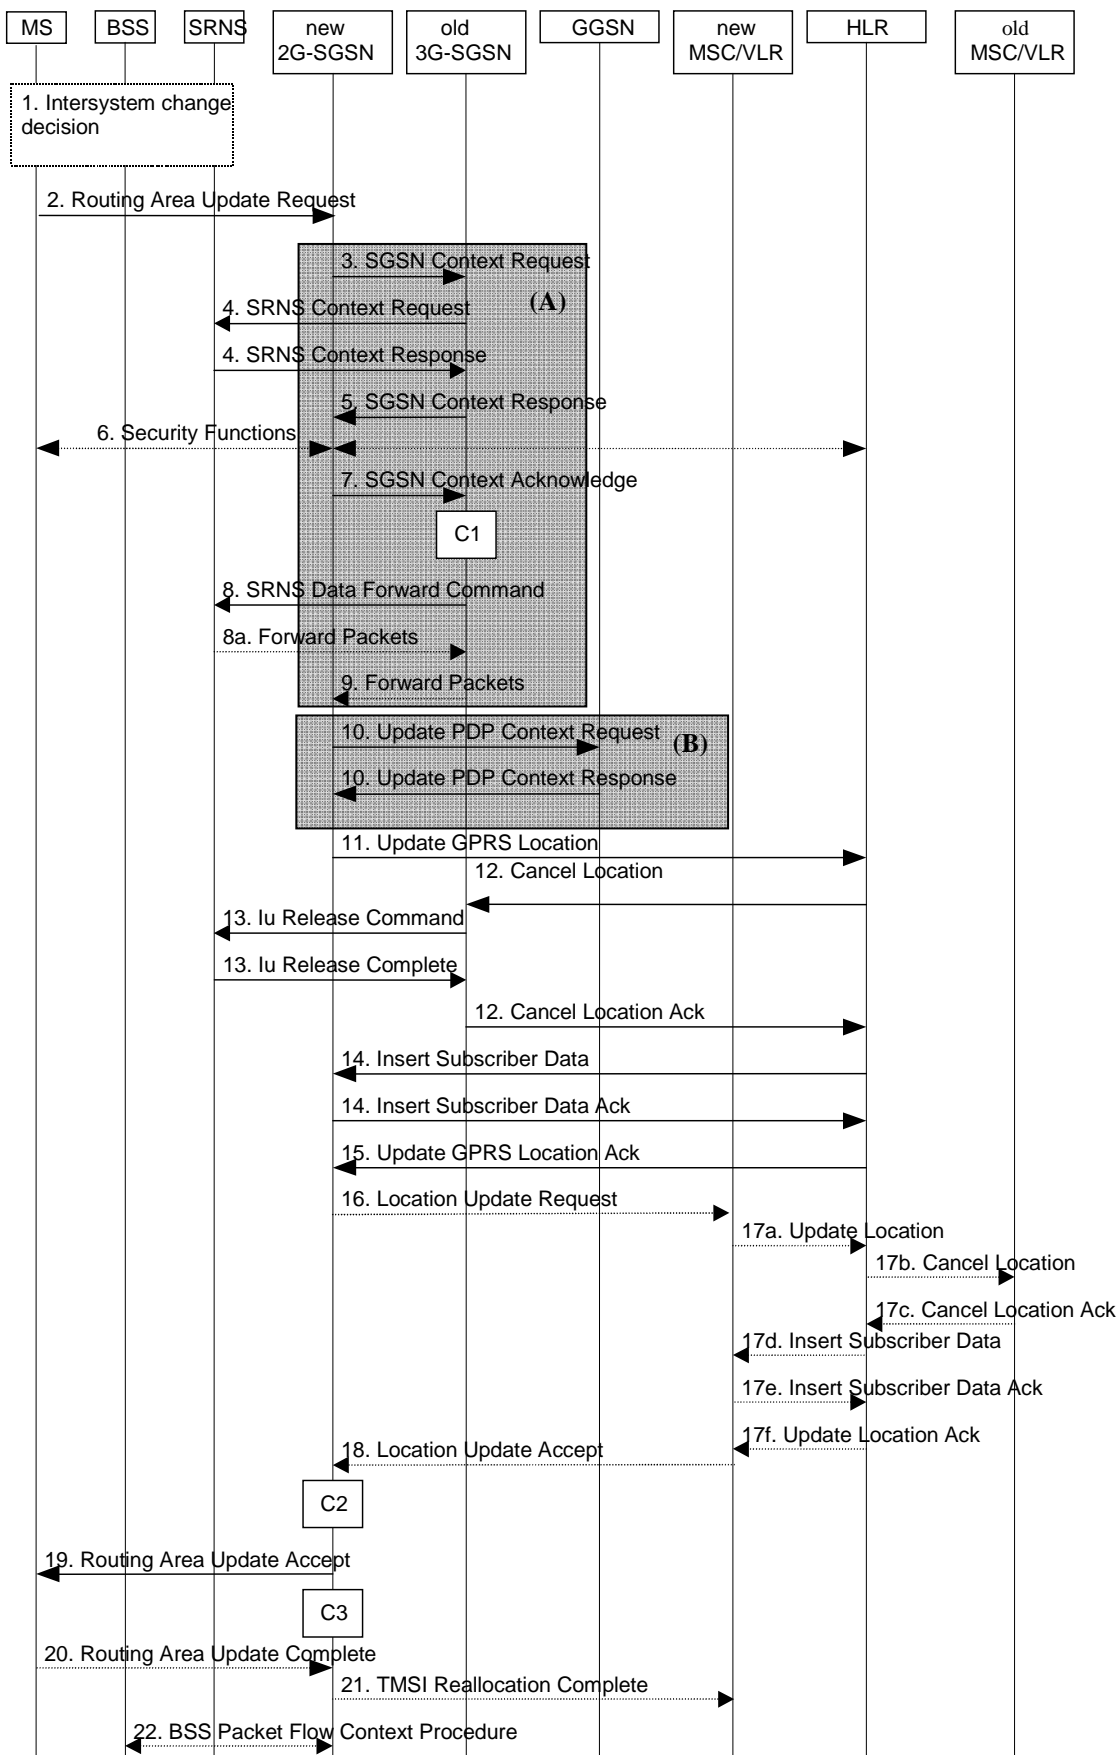 MS
BSS
SRNS
new
2G-SGSN
old
3G-SGSN
GGSN
new
MSC/VLR
HLR
old
MSC/VLR
1. Intersystem change
decision
2. Routing Area Update Request
3. SGSN Context Request
(A)
4. SRNS Context Request
4. SRNS Context Response
5. SGSN Context Response
6. Security Functions
7. SGSN Context Acknowledge
C1
8. SRNS Data Forward Command
8a. Forward Packets
9. Forward Packets
10. Update PDP Context Request
(B)
10. Update PDP Context Response
11. Update GPRS Location
12. Cancel Location
13. Iu Release Command
13. Iu Release Complete
12. Cancel Location Ack
14. Insert Subscriber Data
14. Insert Subscriber Data Ack
15. Update GPRS Location Ack
16. Location Update Request
17a. Update Location
17b. Cancel Location
17c. Cancel Location Ack
17d. Insert Subscriber Data
17e. Insert Subscriber Data Ack
17f. Update Location Ack
18. Location Update Accept
C2
19. Routing Area Update Accept
C3
20. Routing Area Update Complete
21. TMSI Reallocation Complete
22. BSS Packet Flow Context Procedure